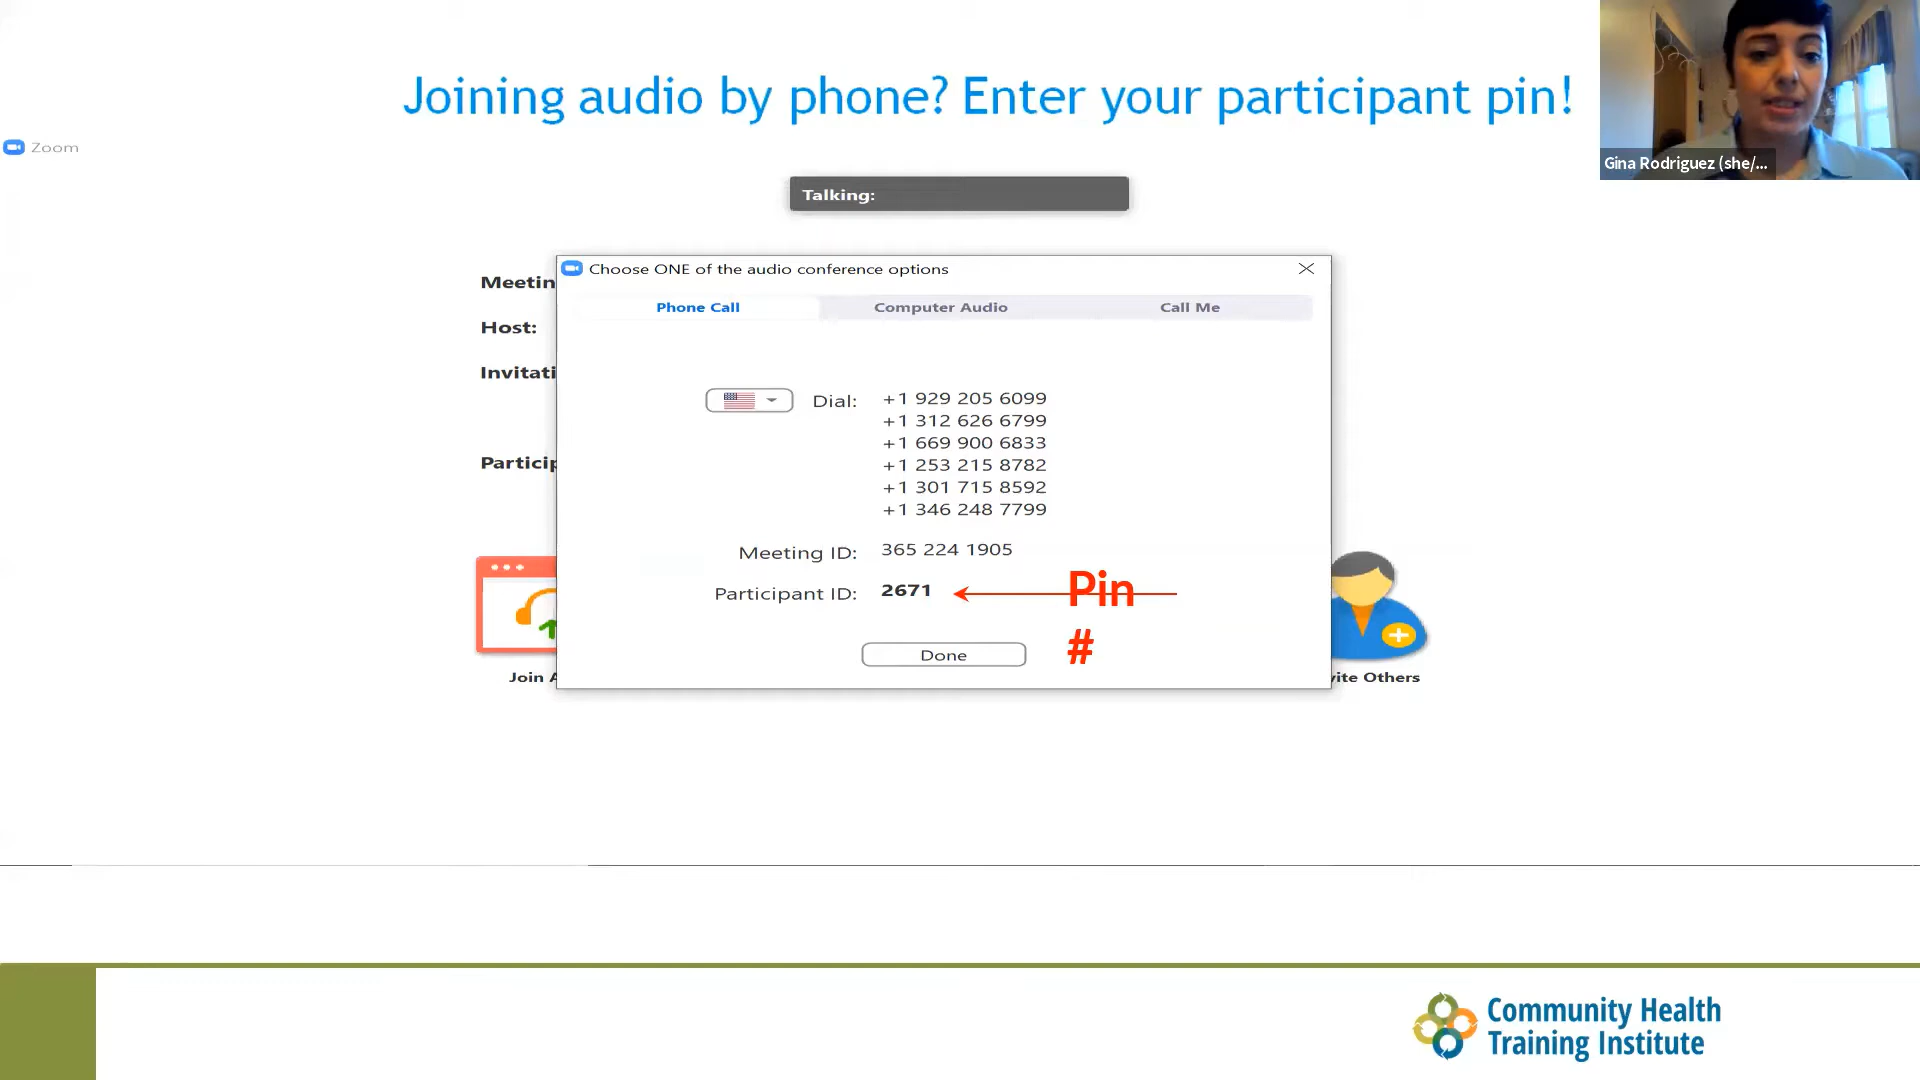 Joining audio by phone? Enter your participant pin!
Gina Rodriguez (she/...
Zoom
Talking:
Choose ONE of the audio conference options
Meetin
Phone Call
Computer Audio
Call Me
Host:
Invitati
Dial:
+1 929 205 6099
+1 312 626 6799
+1 669 900 6833
+1 253 215 8782
+1 301 715 8592
+1 346 248 7799
Particip
Meeting ID: 365 224 1905
Participant ID: 2671
Pin
#
Done
Join A
vite Others
Community Health
Training Institute